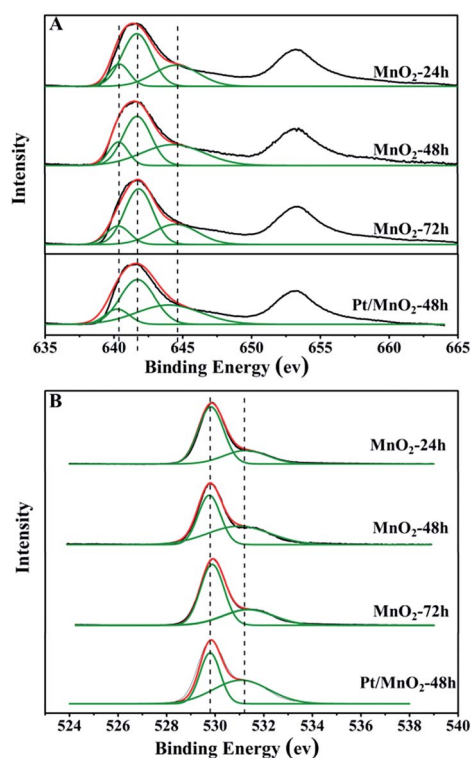 A
MnO2-24h
MnO2-48h
MnO2-72h
Pt/MnO2-48h
Intensity
635 640 645 650 655 660 665
Binding Energy (ev)
B
MnO2-24h
MnO2-48h
MnO2-72h
Pt/MnO2-48h
Intensity
524 526 528 530 532 534 536 538 540
Binding Energy (ev)